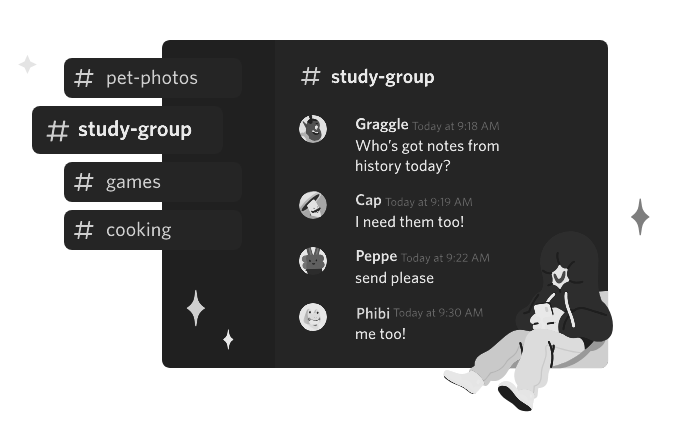 # pet-photos
# study-group
# games
# cooking
# study-group
Graggle Today at 9:18 AM
Who's got notes from
history today?
Cap Today at 9:19 AM
I need them too!
Peppe Today at 9:22 AM
send please
Phibi Today at 9:30 AM
me too!